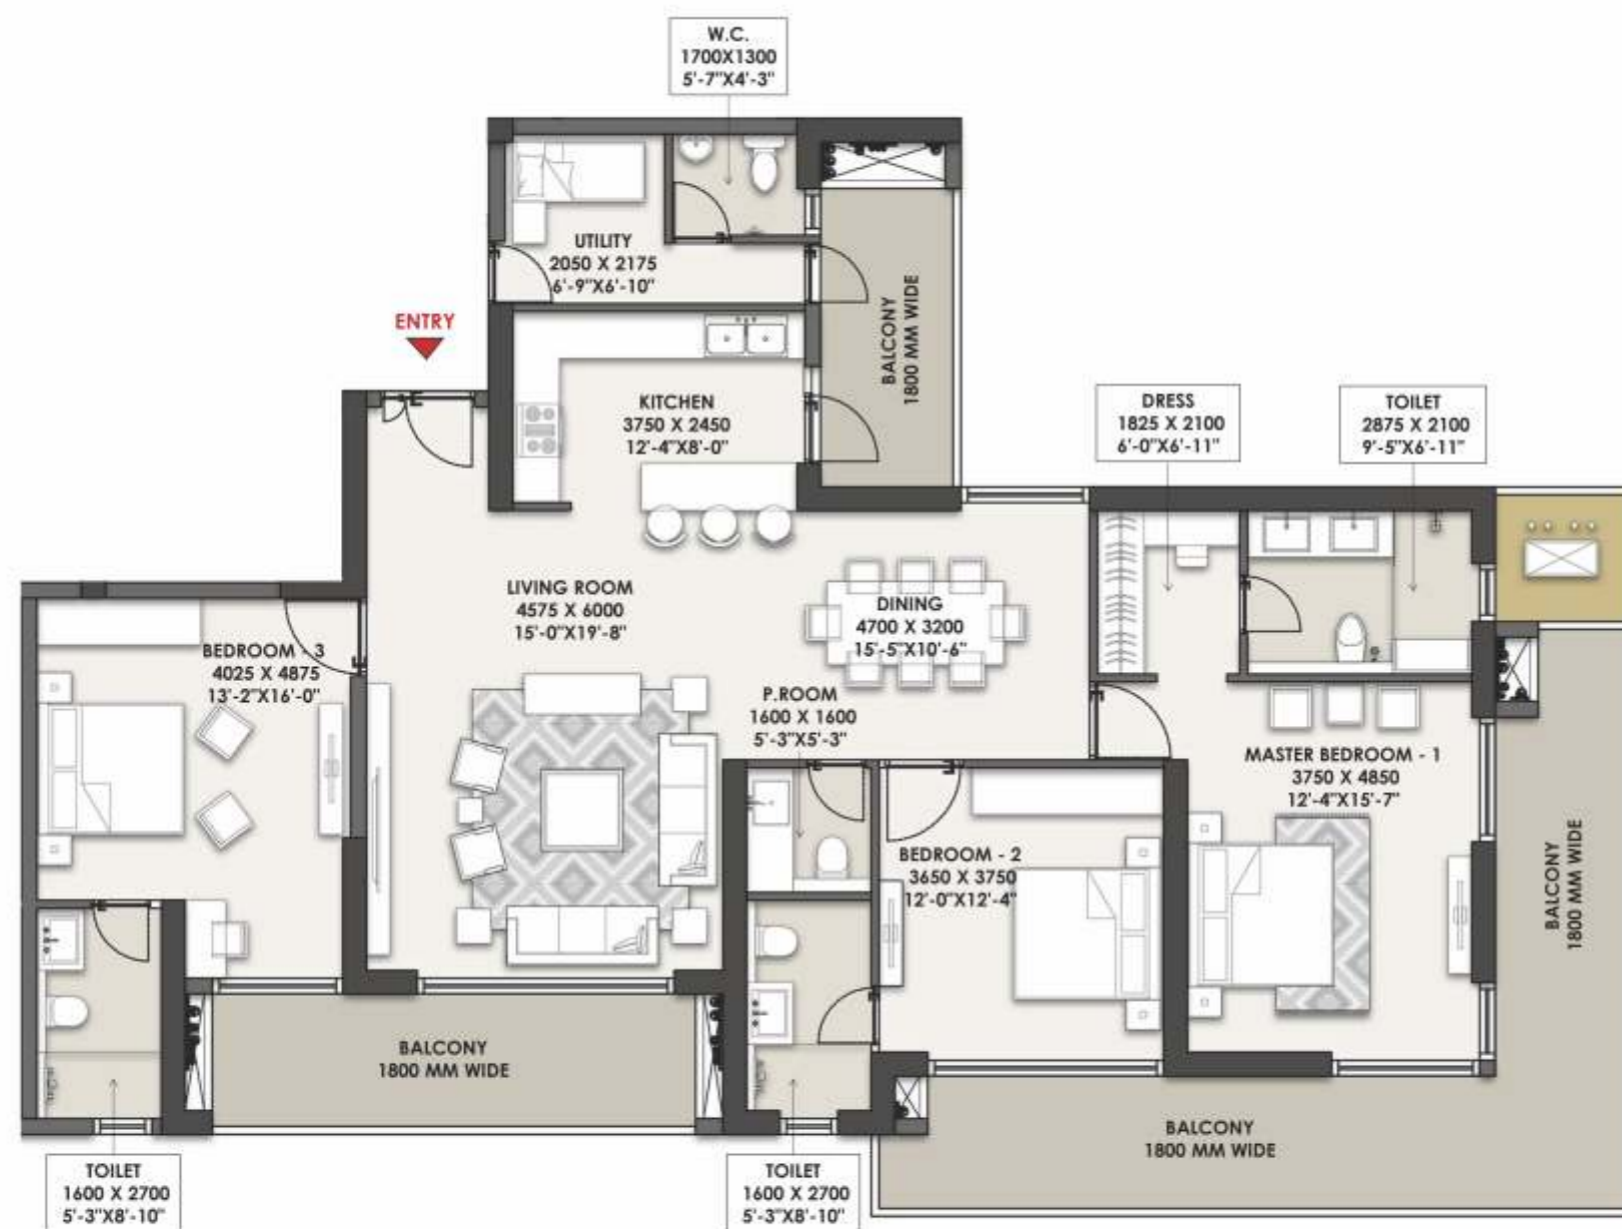 W.C.
1700X1300
5'-7"X4'-3"
UTILITY
2050 X 2175
6'-9"X6'-10"
ENTRY
BALCONY
1800 MM WIDE
KITCHEN
3750 X 2450
12'-4"X8'-0"
DRESS
1825 X 2100
6'-0"X6'-11"
TOILET
2875 X 2100
9'-5"X6'-11"
LIVING ROOM
4575 X 6000
15'-0"X19'-8"
DINING
4700 X 3200
15'-5"X10'-6"
BEDROOM - 3
4025 X 4875
13'-2"X16'-0"
P.ROOM
1600 X 1600
5'-3"X5'-3"
MASTER BEDROOM - 1
3750 X 4850
12'-4"X15'-7"
BEDROOM - 2
3650 X 3750
12'-0"X12'-4"
BALCONY
1800 MM WIDE
BALCONY
1800 MM WIDE
BALCONY
1800 MM WIDE
TOILET
1600 X 2700
5'-3"X8'-10"
TOILET
1600 X 2700
5'-3"X8'-10"